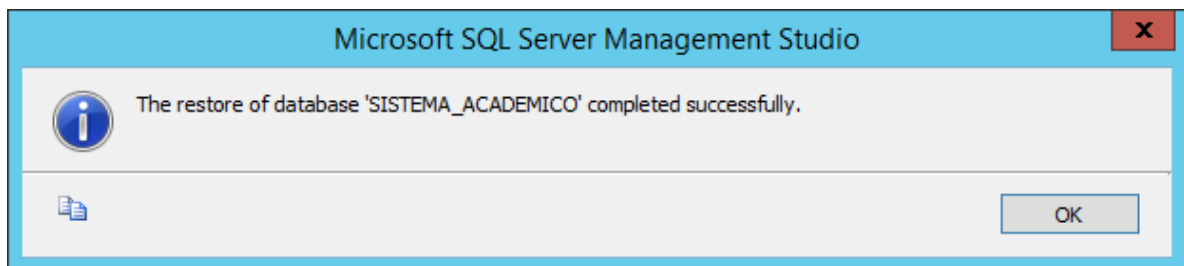 Microsoft SQL Server Management Studio
x
The restore of database 'SISTEMA_ACADEMICO' completed successfully.
OK